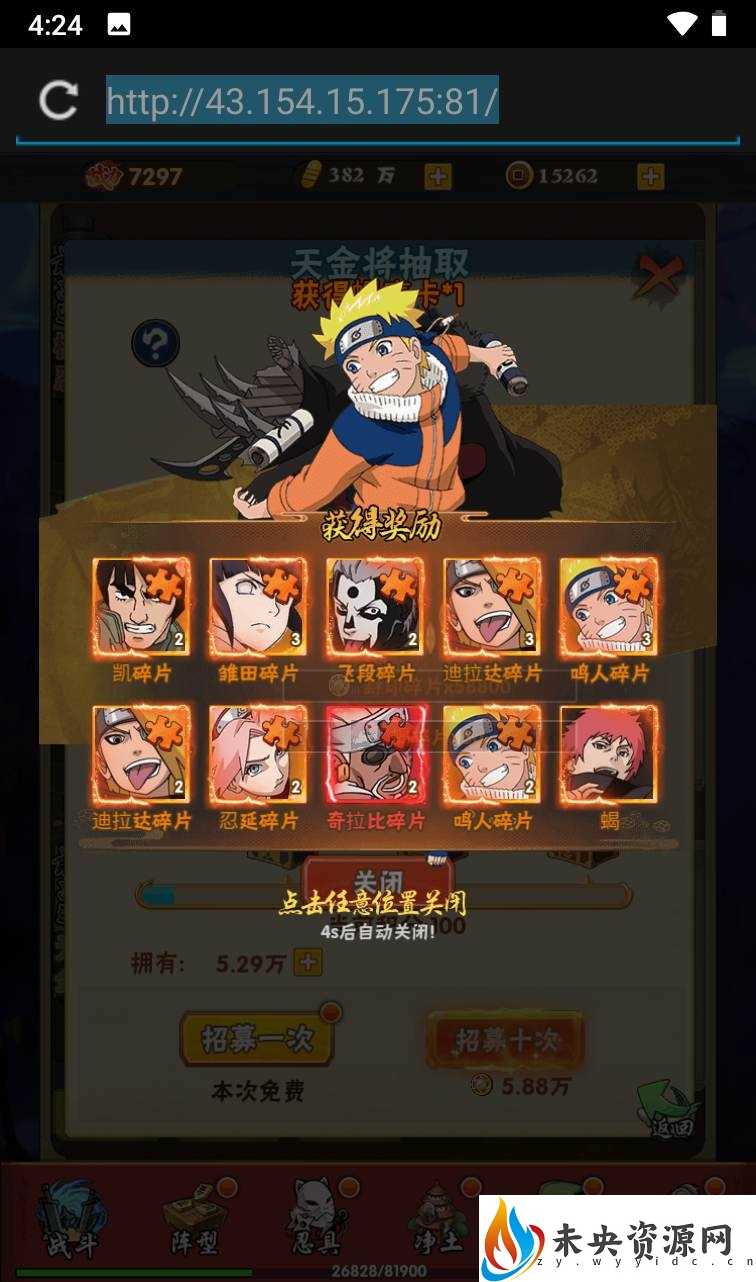 4:24
http://43.154.15.175:81/
7297
382 万
15262
天金将抽取
获得
卡*1
获得奖励
2
3
2
3
3
凯碎片
雏田碎片
飞段碎片
迪拉达碎片
鸣人碎片
2
2
2
2
迪拉达碎片
忍延碎片
奇拉比碎片
鸣人碎片
蝎
关闭
点击任意位置关闭
100
4s后自动关闭!
拥有: 5.29万
招募一次
招募十次
本次免费
5.88万
返回
战斗
阵型
忍具
净土
26828/81900
未央资源网
zy.wyyidc.cn